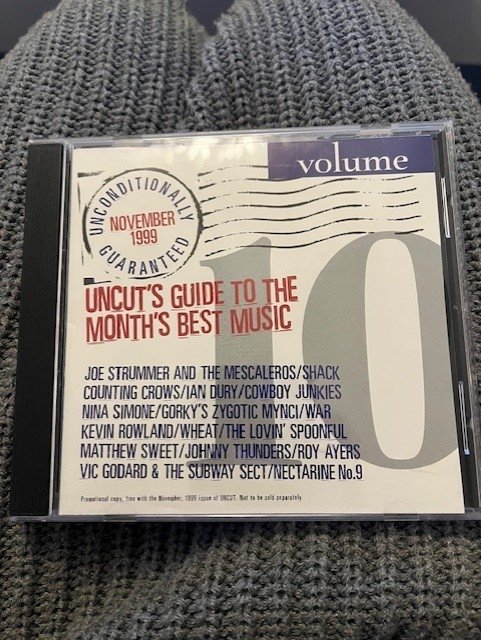 volume
10
UNCONDITIONALLY
NOVEMBER
1999
GUARANTEED
UNCUT'S GUIDE TO THE
MONTH'S BEST MUSIC
JOE STRUMMER AND THE MESCALEROS/SHACK
COUNTING CROWS/IAN DURY/COWBOY JUNKIES
NINA SIMONE/GORKY'S ZYGOTIC MYNCI/WAR
KEVIN ROWLAND/WHEAT/THE LOVIN' SPOONFUL
MATTHEW SWEET/JOHNNY THUNDERS/ROY AYERS
VIC GODARD & THE SUBWAY SECT/NECTARINE No.9
Promotional copy, free with the November, 1999 issue of UNCUT. Not to be sold separately